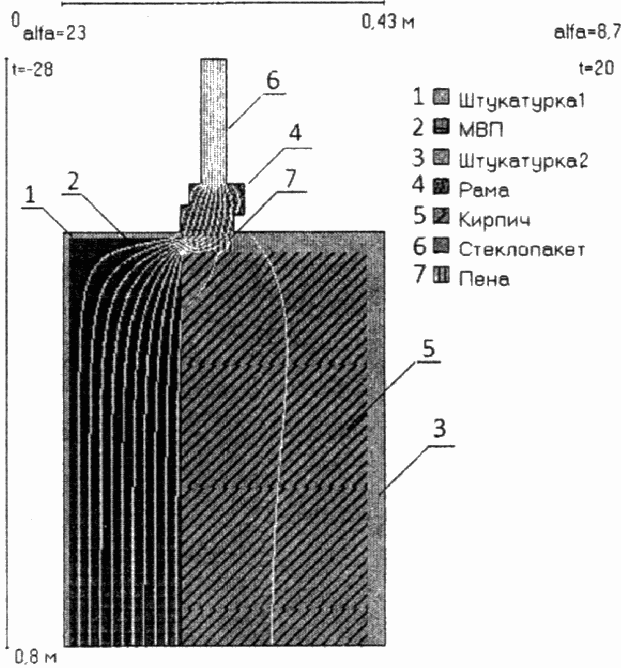 0
0,43 м
alfa=23
alfa=8,7
t=-28
t=20
6
4
7
2
1
1 Штукатурка1
2 МВП
3 Штукатурка2
4 Рама
5 Кирпич
6 Стеклопакет
7 Пена
5
3
0,8 м